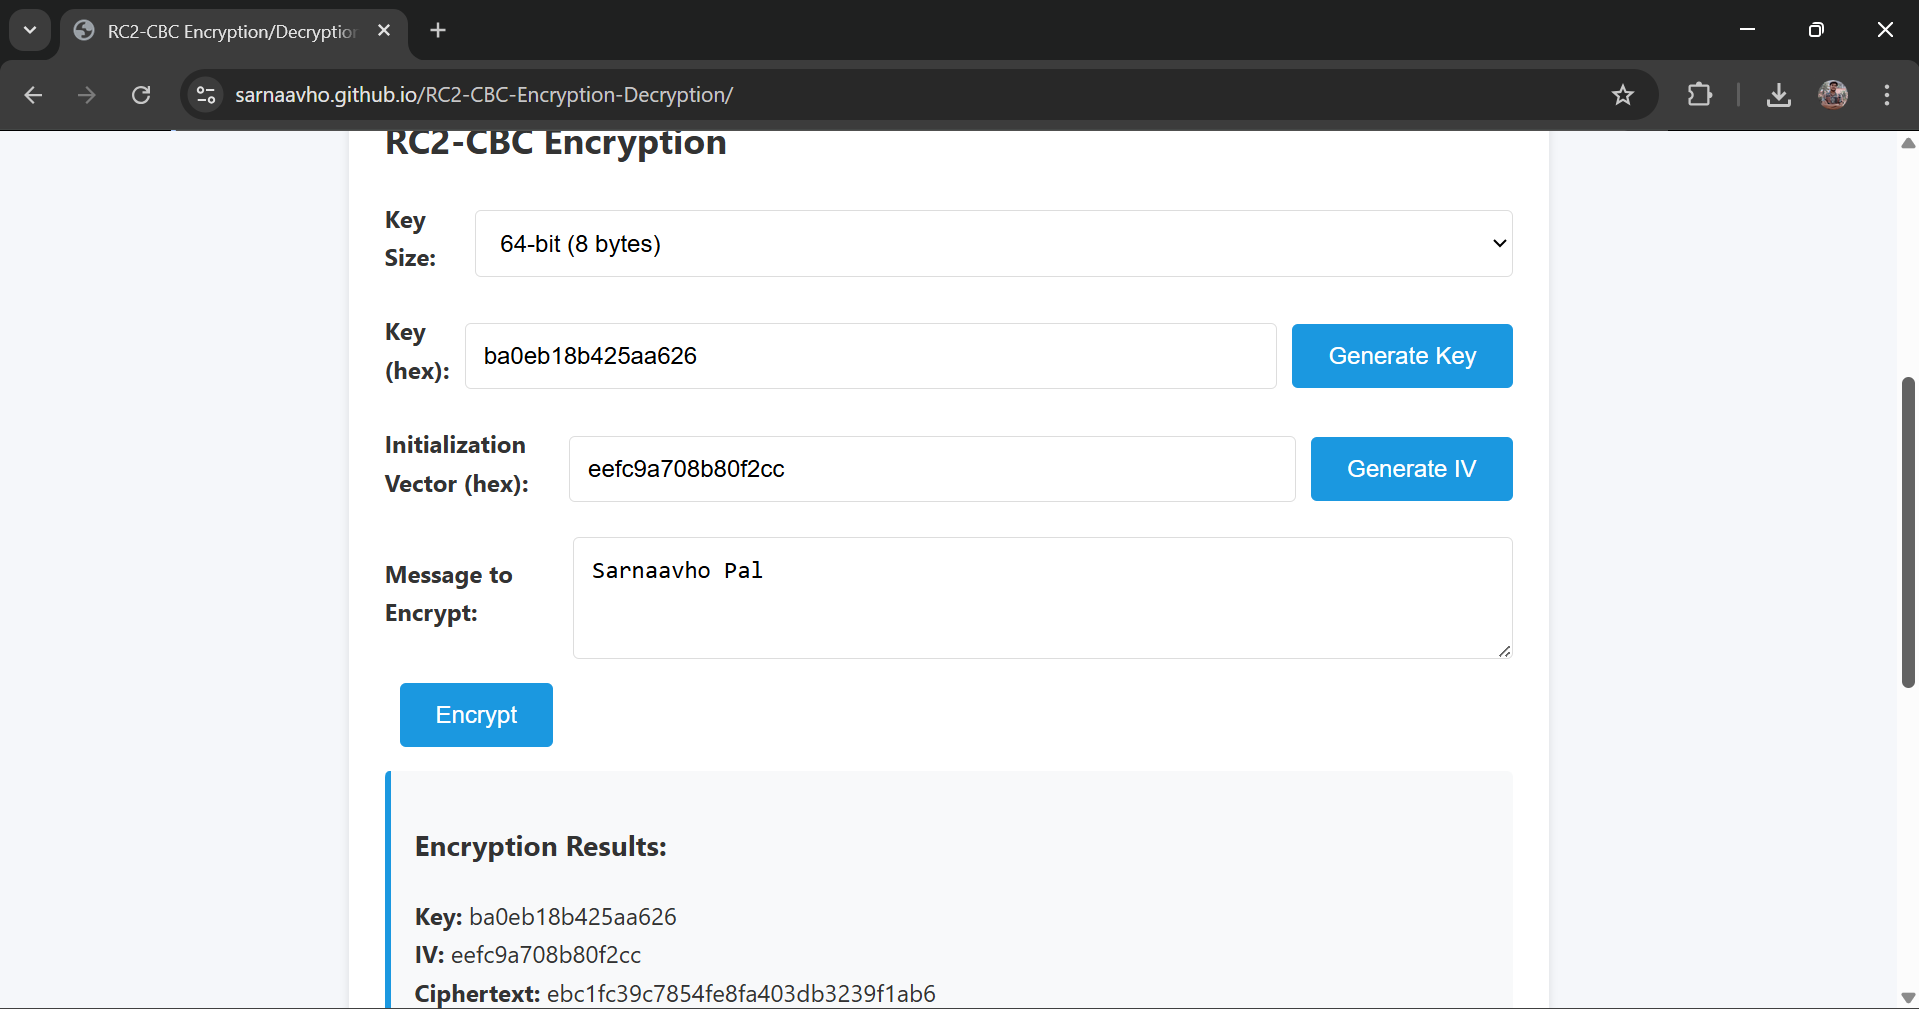 RC2-CBC Encryption/Decryption
sarnaavho.github.io/RC2-CBC-Encryption-Decryption/
RC2-CBC Encryption
Key
Size:
64-bit (8 bytes)
Key
(hex):
ba0eb18b425aa626
Generate Key
Initialization
Vector (hex):
eefc9a708b80f2cc
Generate IV
Message to
Encrypt:
Sarnaavho Pal
Encrypt
Encryption Results:
Key: ba0eb18b425aa626
IV: eefc9a708b80f2cc
Ciphertext: ebc1fc39c7854fe8fa403db3239f1ab6